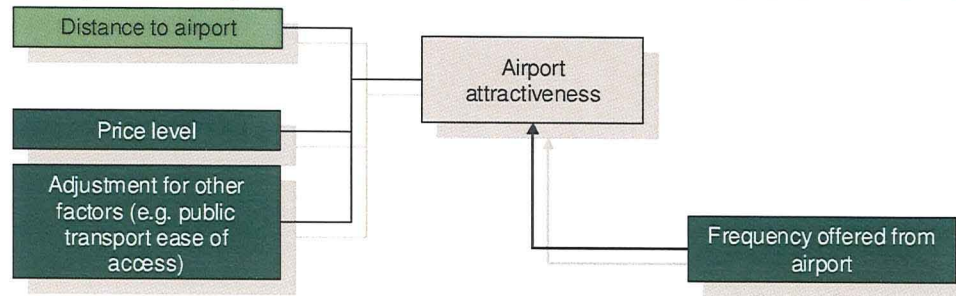 Distance to airport
Airport
attractiveness
Price level
Adjustment for other
factors (e.g. public
transport ease of
access)
Frequency offered from
airport